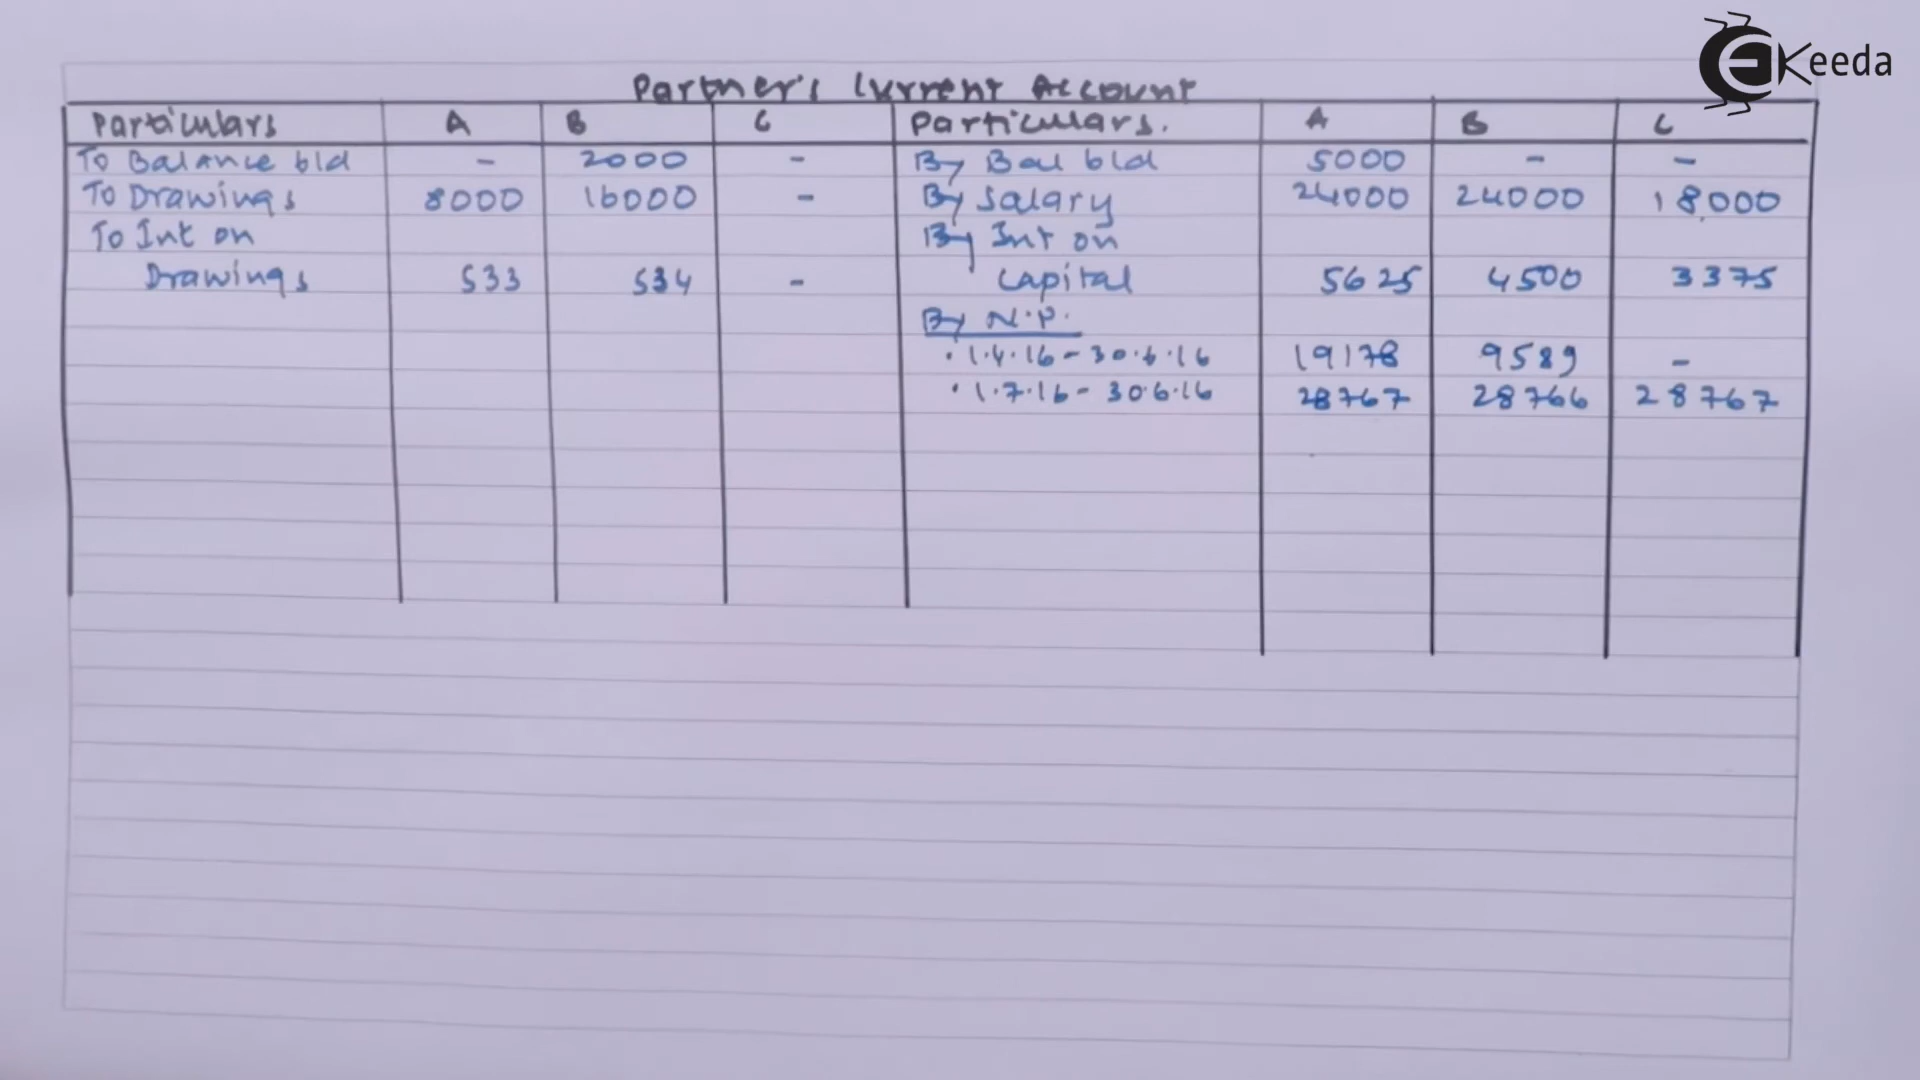 EKeeda
Partner's Current Account
Particulars A B C Particulars. A B C
To Balance b/d - 2000 - By Bal b/d 5000 - -
To Drawings 8000 16000 - By Salary 24000 24000 18,000
To Int on By Int on
Drawings 533 534 - Capital 5625 4500 3375
By N.P.
• 1.4.16 - 30.6.16 19178 9589 -
• 1.7.16 - 30.6.16 28767 28766 28767